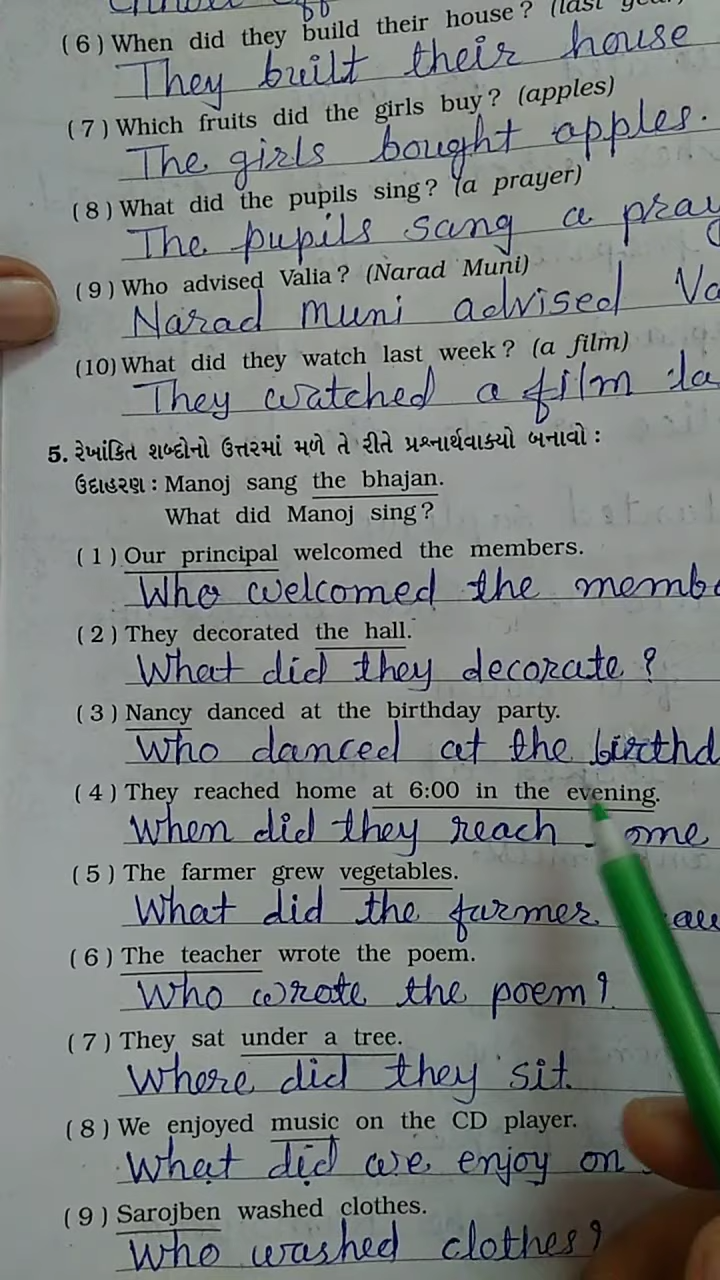 (6) When did they build their house? (last year)
They built their house
(7) Which fruits did the girls buy? (apples)
The girls bought apples.
(8) What did the pupils sing? (a prayer)
The pupils sang a pray
(9) Who advised Valia? (Narad Muni)
Narad muni advised Va
(10) What did they watch last week? (a film)
They watched a film la
5. રેખાંકિત શબ્દોનો ઉત્તરમાં મળે તે રીતે પ્રશ્નાર્થવાક્યો બનાવો :
ઉદાહરણ : Manoj sang the bhajan.
What did Manoj sing?
(1) Our principal welcomed the members.
Who welcomed the membe
(2) They decorated the hall.
What did they decorate?
(3) Nancy danced at the birthday party.
Who danced at the birthd
(4) They reached home at 6:00 in the evening.
When did they reach home
(5) The farmer grew vegetables.
What did the farmer
(6) The teacher wrote the poem.
Who wrote the poem?
(7) They sat under a tree.
Where did they sit.
(8) We enjoyed music on the CD player.
What did we enjoy on
(9) Sarojben washed clothes.
Who washed clothes?